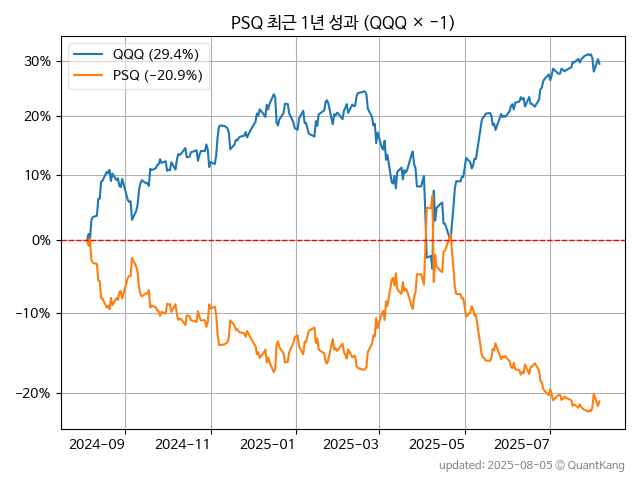 PSQ 최근 1년 성과 (QQQ × −1)
QQQ (29.4%)
PSQ (−20.9%)
30%
20%
10%
0%
−10%
−20%
2024-09 2024-11 2025-01 2025-03 2025-05 2025-07
updated: 2025-08-05 © QuantKang